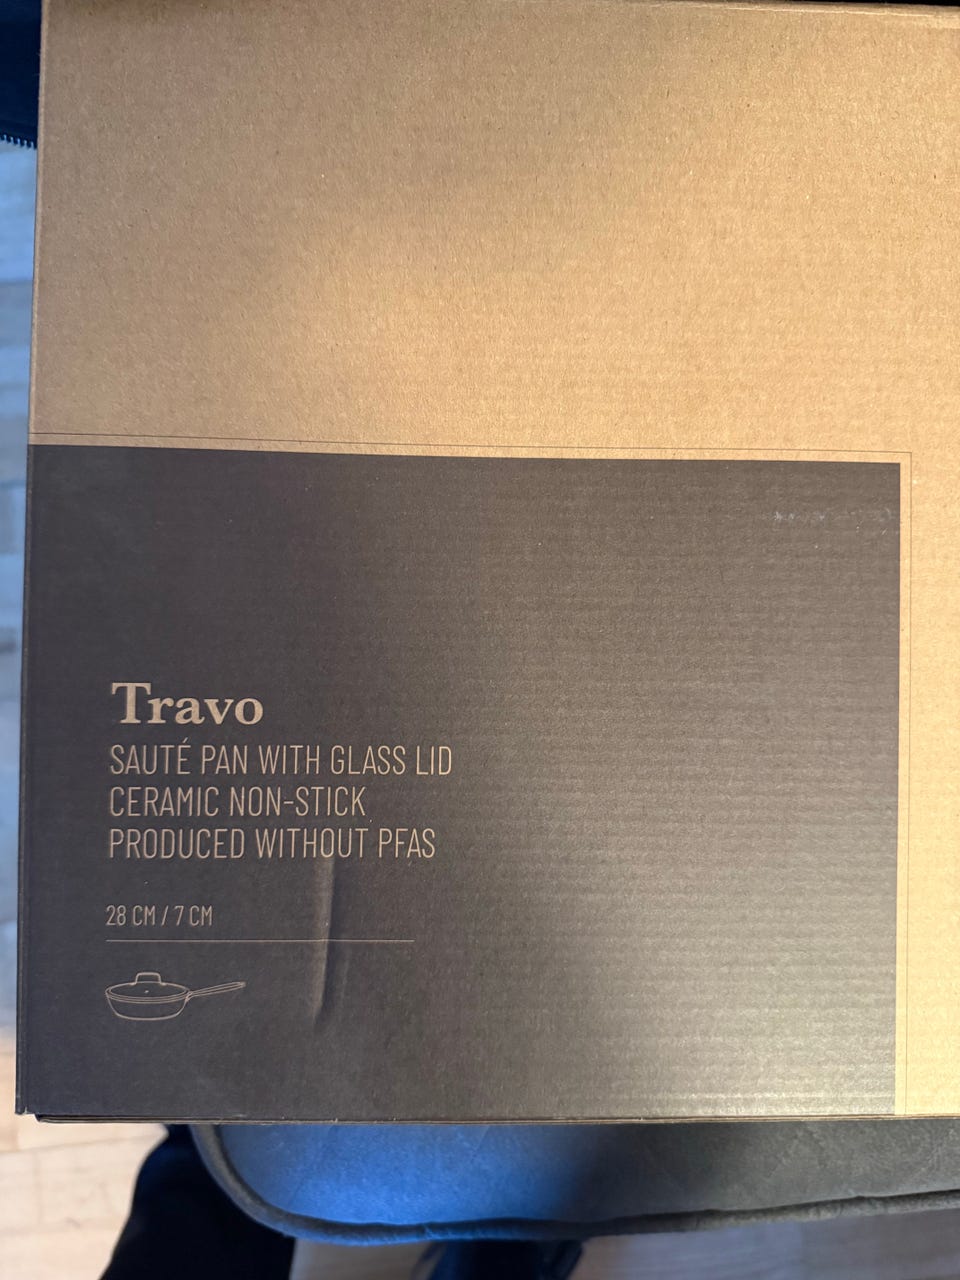 Travo
SAUTÉ PAN WITH GLASS LID
CERAMIC NON-STICK
PRODUCED WITHOUT PFAS
28 CM / 7 CM